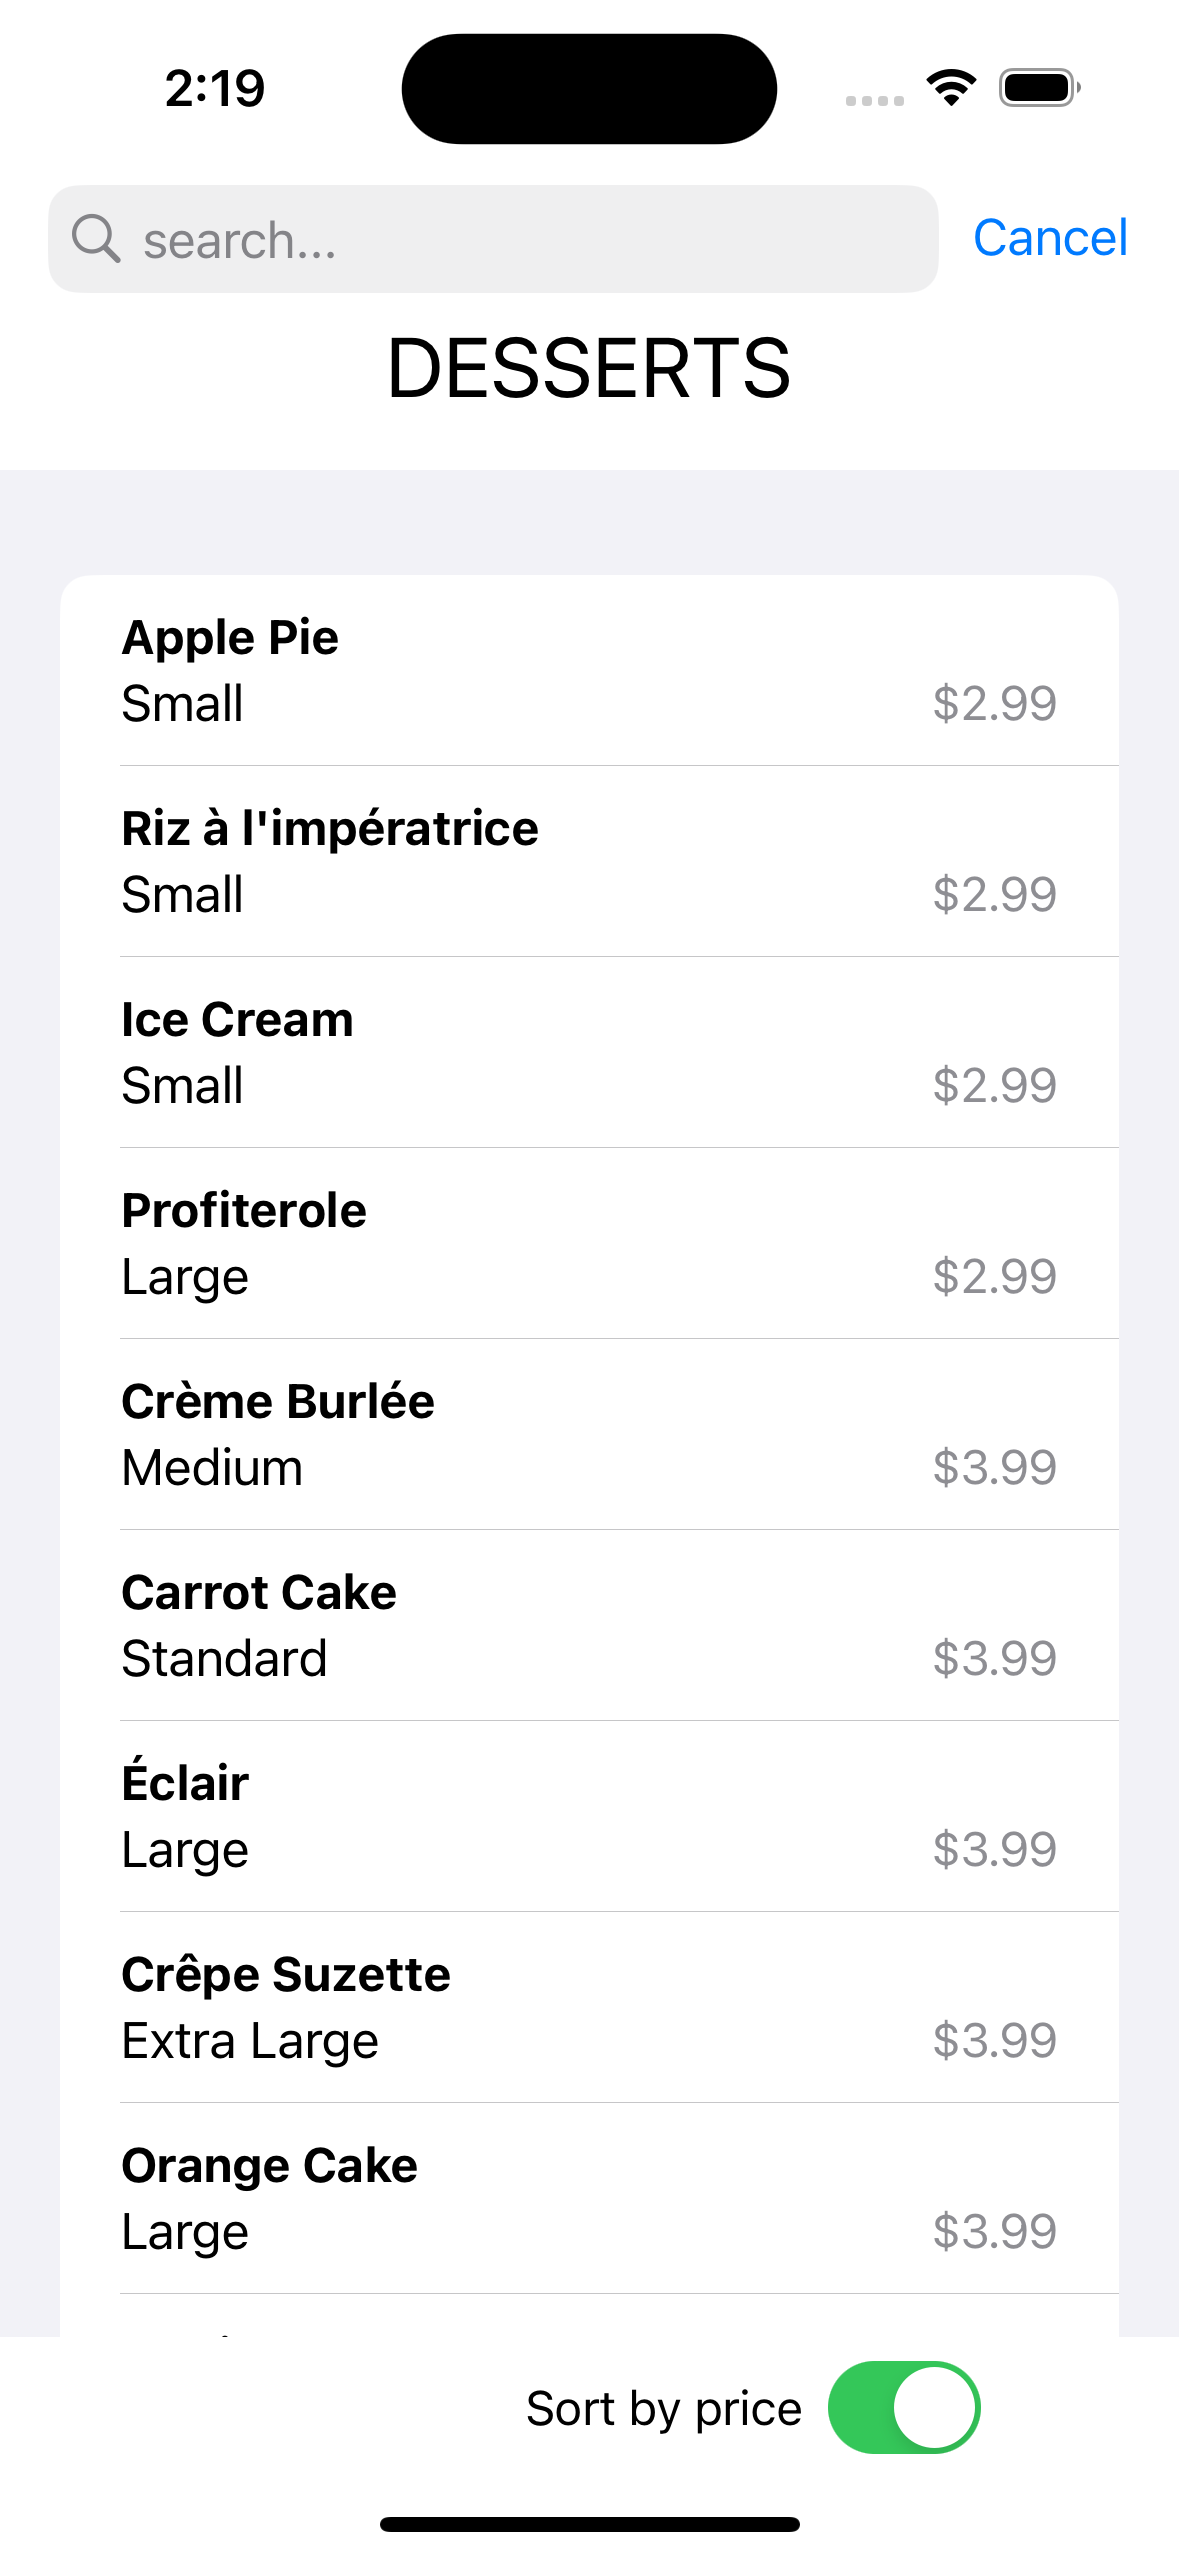 2:19
search...
Cancel
DESSERTS
Apple Pie
Small $2.99
Riz à l'impératrice
Small $2.99
Ice Cream
Small $2.99
Profiterole
Large $2.99
Crème Burlée
Medium $3.99
Carrot Cake
Standard $3.99
Éclair
Large $3.99
Crêpe Suzette
Extra Large $3.99
Orange Cake
Large $3.99
Sort by price